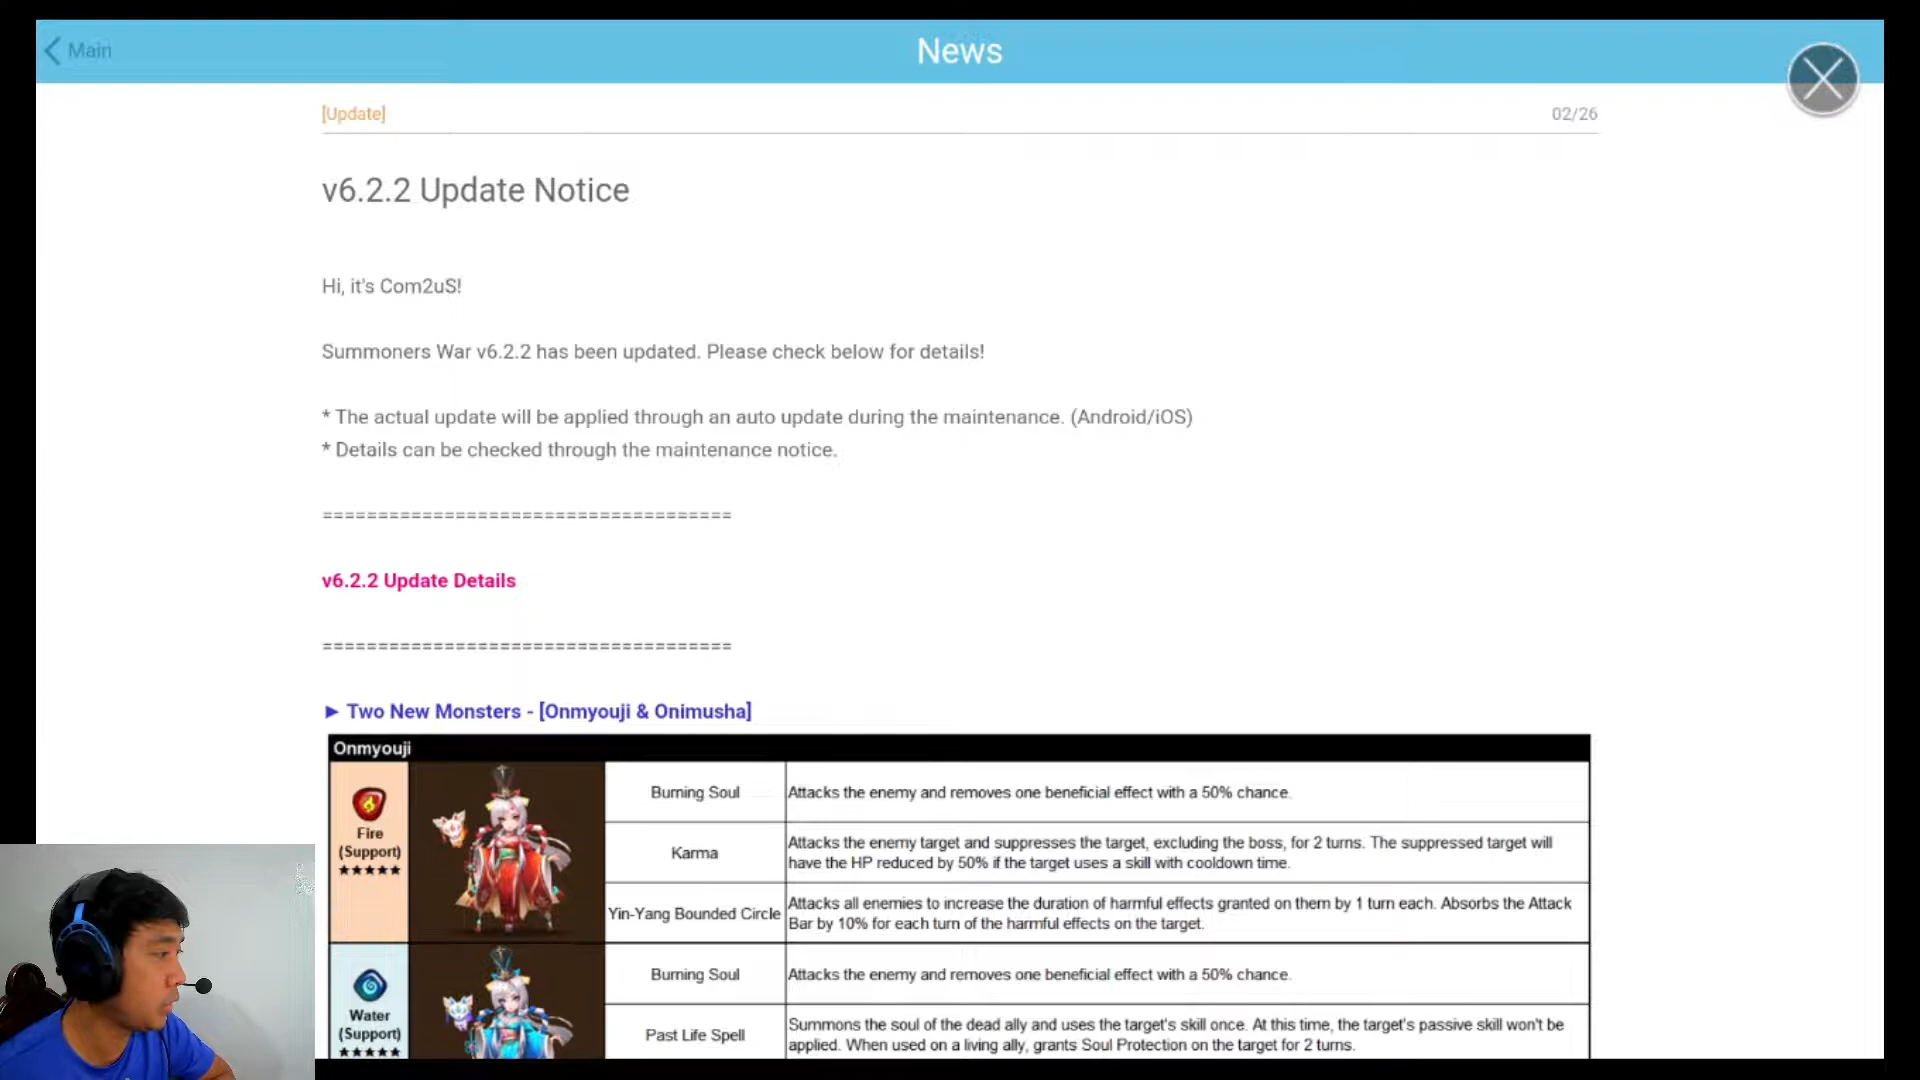 Main
News
[Update]
02/26
v6.2.2 Update Notice
Hi, it's Com2uS!
Summoners War v6.2.2 has been updated. Please check below for details!
* The actual update will be applied through an auto update during the maintenance. (Android/iOS)
* Details can be checked through the maintenance notice.
=====================================
v6.2.2 Update Details
=====================================
► Two New Monsters - [Onmyouji & Onimusha]
Onmyouji
Fire
(Support)
★★★★★
Burning Soul
Attacks the enemy and removes one beneficial effect with a 50% chance.
Karma
Attacks the enemy target and suppresses the target, excluding the boss, for 2 turns. The suppressed target will
have the HP reduced by 50% if the target uses a skill with cooldown time.
Yin-Yang Bounded Circle
Attacks all enemies to increase the duration of harmful effects granted on them by 1 turn each. Absorbs the Attack
Bar by 10% for each turn of the harmful effects on the target.
Water
(Support)
★★★★★
Burning Soul
Attacks the enemy and removes one beneficial effect with a 50% chance.
Past Life Spell
Summons the soul of the dead ally and uses the target's skill once. At this time, the target's passive skill won't be
applied. When used on a living ally, grants Soul Protection on the target for 2 turns.